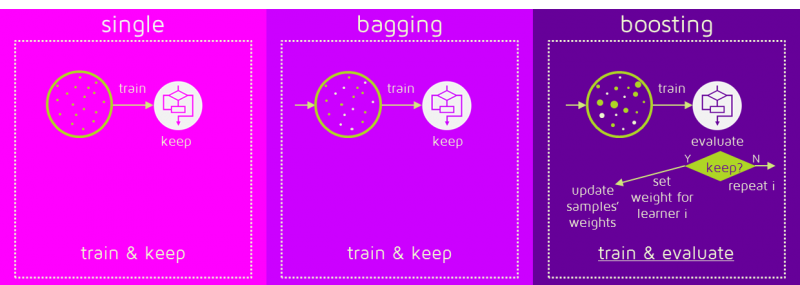 single
train
keep
train & keep
bagging
train
keep
train & keep
boosting
train
evaluate
Y
N
keep?
repeat i
set
weight for
learner i
update
samples'
weights
train & evaluate